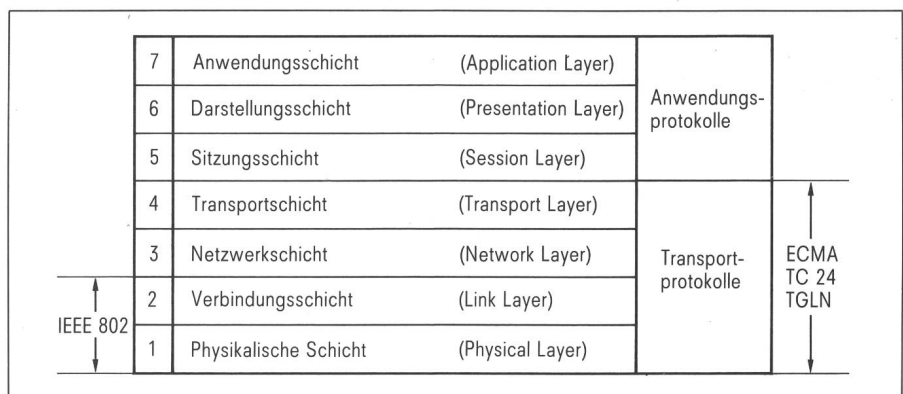 7 Anwendungsschicht (Application Layer)
6 Darstellungsschicht (Presentation Layer)
5 Sitzungsschicht (Session Layer)
Anwendungs-
protokolle
4 Transportschicht (Transport Layer)
3 Netzwerkschicht (Network Layer)
2 Verbindungsschicht (Link Layer)
1 Physikalische Schicht (Physical Layer)
Transport-
protokolle
IEEE 802
ECMA
TC 24
TGLN